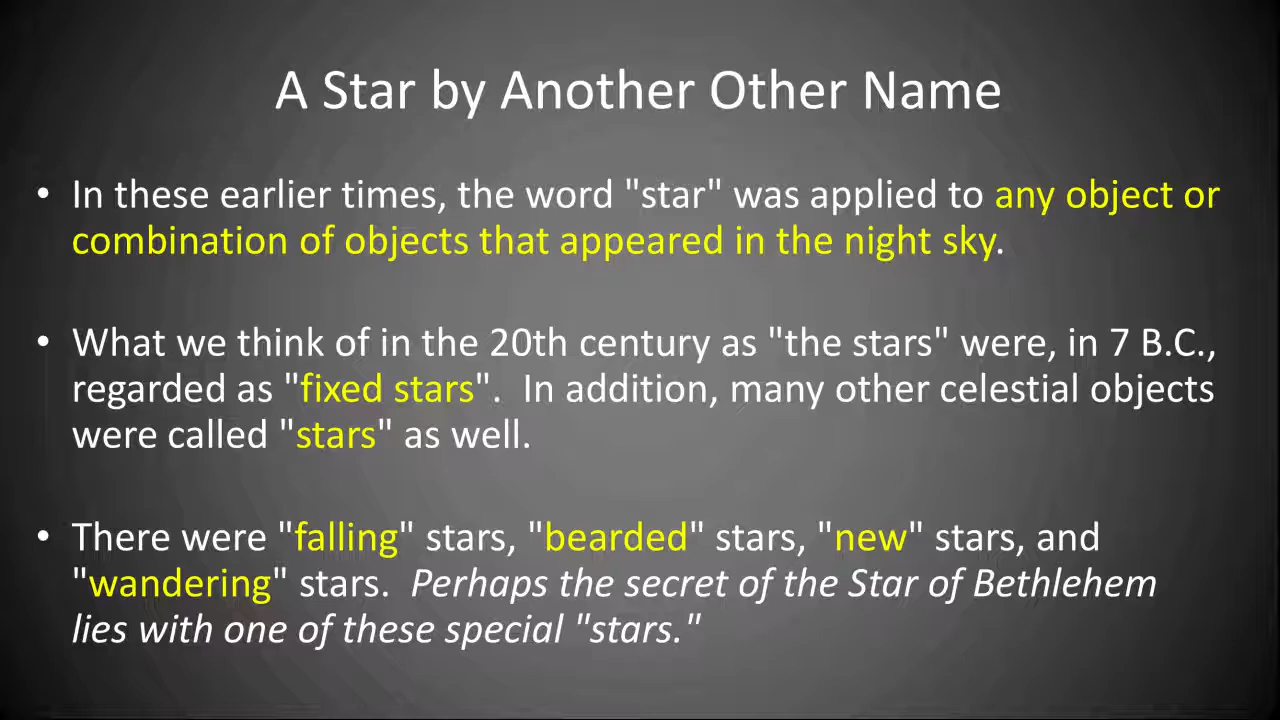 A Star by Another Other Name
• In these earlier times, the word "star" was applied to any object or
combination of objects that appeared in the night sky.
• What we think of in the 20th century as "the stars" were, in 7 B.C.,
regarded as "fixed stars".  In addition, many other celestial objects
were called "stars" as well.
• There were "falling" stars, "bearded" stars, "new" stars, and
"wandering" stars.  Perhaps the secret of the Star of Bethlehem
lies with one of these special "stars."